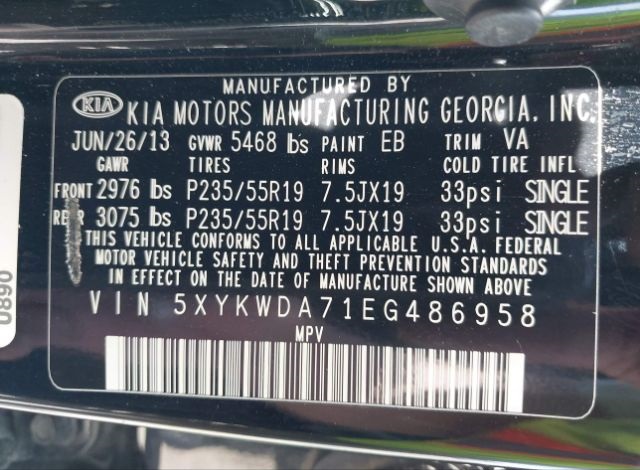 MANUFACTURED BY
KIA KIA MOTORS MANUFACTURING GEORGIA, INC.
JUN/26/13 GVWR 5468 lbs PAINT EB TRIM VA
GAWR TIRES RIMS COLD TIRE INFL
FRONT 2976 lbs P235/55R19 7.5JX19 33psi SINGLE
REAR 3075 lbs P235/55R19 7.5JX19 33psi SINGLE
THIS VEHICLE CONFORMS TO ALL APPLICABLE U.S.A. FEDERAL
MOTOR VEHICLE SAFETY AND THEFT PREVENTION STANDARDS
IN EFFECT ON THE DATE OF MANUFACTURE SHOWN ABOVE
VIN 5XYKWDA71EG486958
MPV
0890